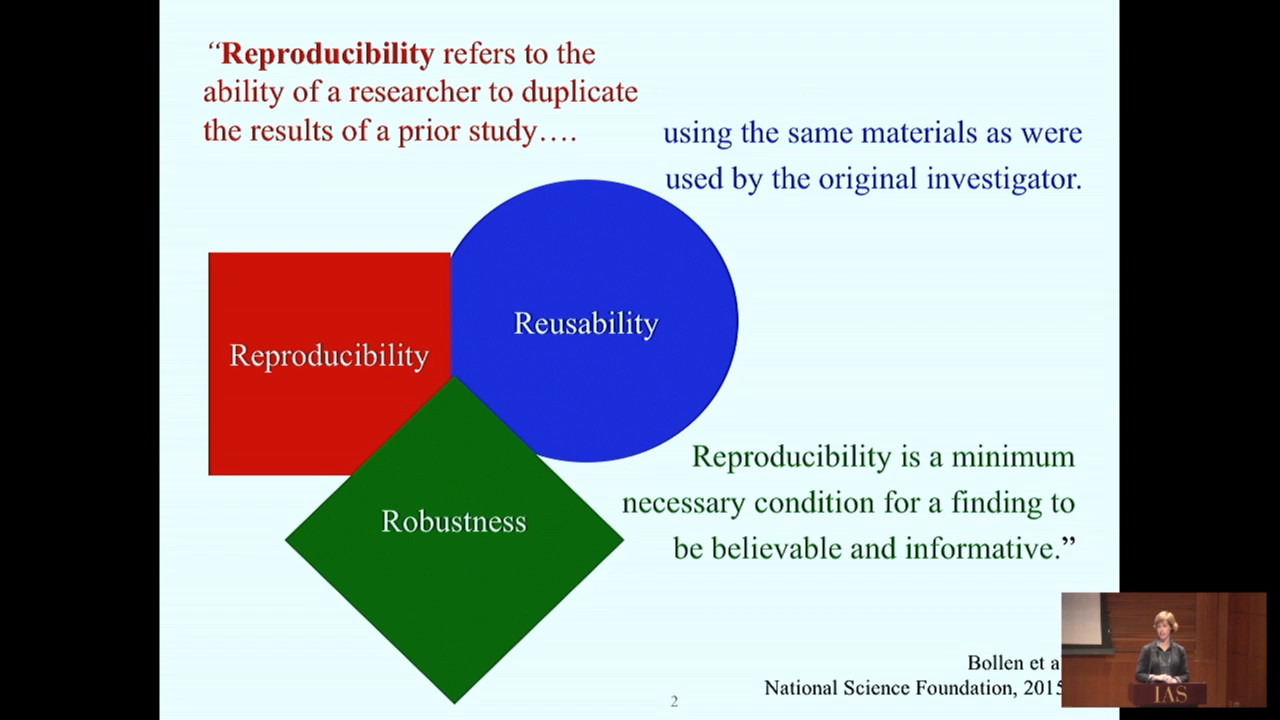 “Reproducibility refers to the
ability of a researcher to duplicate
the results of a prior study….
using the same materials as were
used by the original investigator.
Reusability
Reproducibility
Robustness
Reproducibility is a minimum
necessary condition for a finding to
be believable and informative.”
Bollen et a
National Science Foundation, 2015
2
IAS